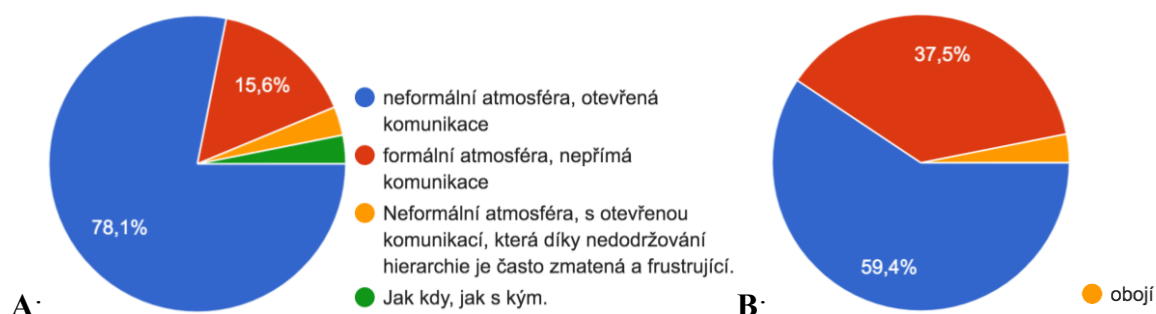 15,6%
78,1%
neformální atmosféra, otevřená
komunikace
formální atmosféra, nepřímá
komunikace
Neformální atmosféra, s otevřenou
komunikací, která díky nedodržování
hierarchie je často zmatená a frustrující.
Jak kdy, jak s kým.
A.
37,5%
59,4%
obojí
B.